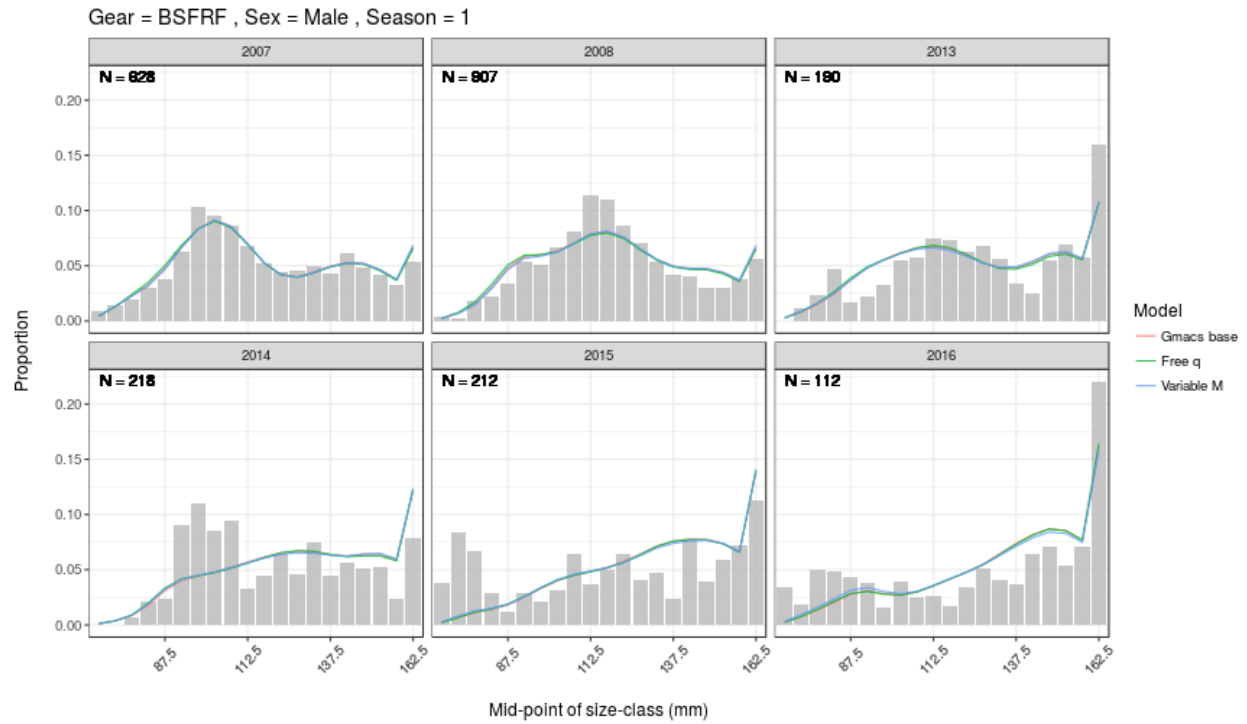 Gear = BSFRF , Sex = Male , Season = 1
2007
2008
2013
N = 628
N = 807
N = 190
0.20
0.15
0.10
0.05
0.00
2014
2015
2016
N = 218
N = 212
N = 112
0.20
0.15
0.10
0.05
0.00
87.5
112.5
137.5
162.5
87.5
112.5
137.5
162.5
87.5
112.5
137.5
162.5
Proportion
Mid-point of size-class (mm)
Model
Gmacs base
Free q
Variable M